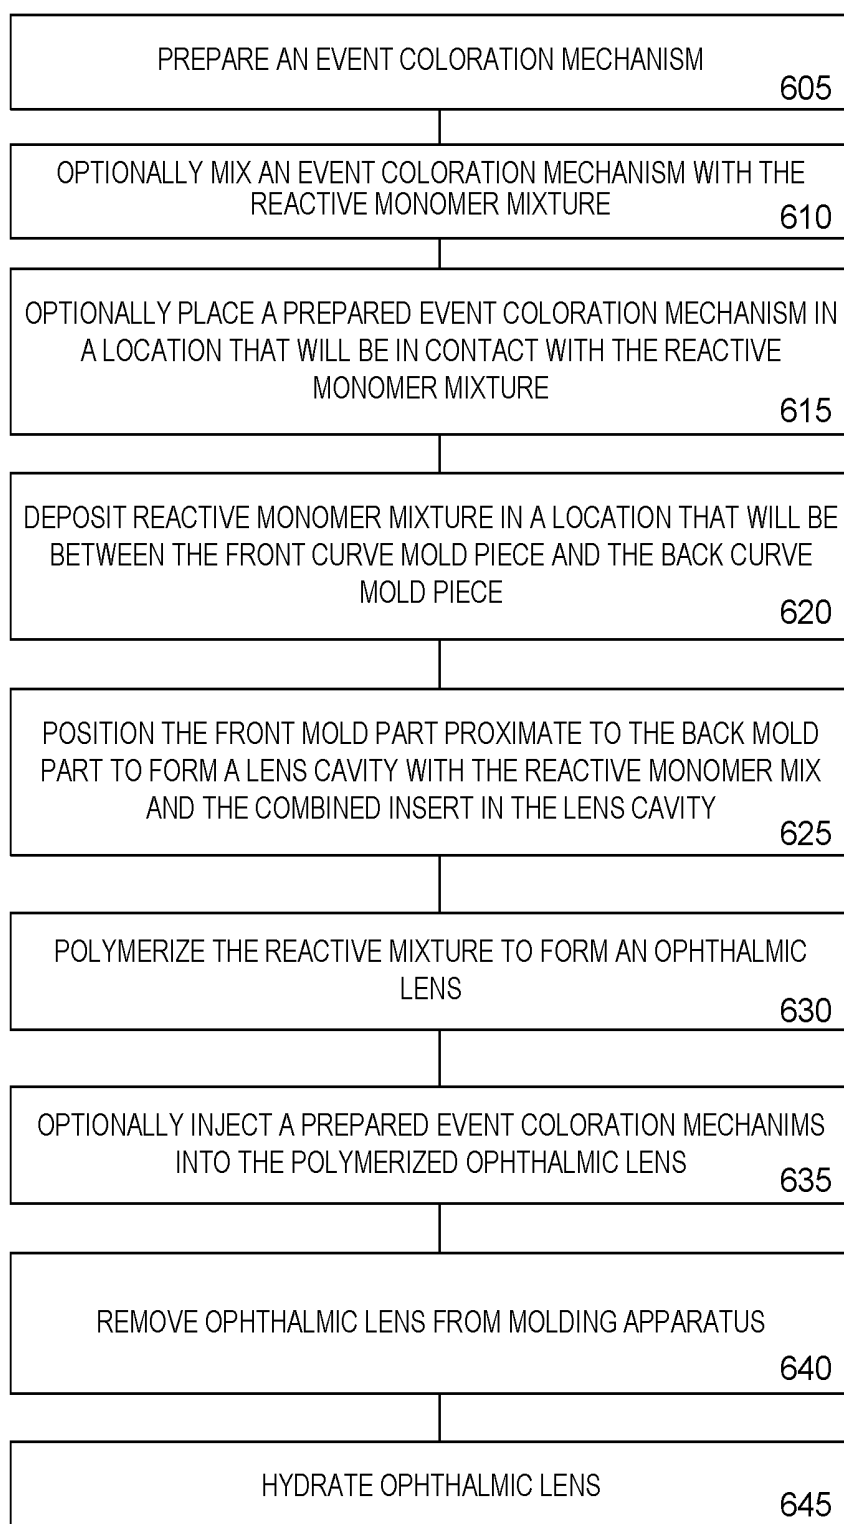 PREPARE AN EVENT COLORATION MECHANISM
605
OPTIONALLY MIX AN EVENT COLORATION MECHANISM WITH THE
REACTIVE MONOMER MIXTURE
610
OPTIONALLY PLACE A PREPARED EVENT COLORATION MECHANISM IN
A LOCATION THAT WILL BE IN CONTACT WITH THE REACTIVE
MONOMER MIXTURE
615
DEPOSIT REACTIVE MONOMER MIXTURE IN A LOCATION THAT WILL BE
BETWEEN THE FRONT CURVE MOLD PIECE AND THE BACK CURVE
MOLD PIECE
620
POSITION THE FRONT MOLD PART PROXIMATE TO THE BACK MOLD
PART TO FORM A LENS CAVITY WITH THE REACTIVE MONOMER MIX
AND THE COMBINED INSERT IN THE LENS CAVITY
625
POLYMERIZE THE REACTIVE MIXTURE TO FORM AN OPHTHALMIC
LENS
630
OPTIONALLY INJECT A PREPARED EVENT COLORATION MECHANIMS
INTO THE POLYMERIZED OPHTHALMIC LENS
635
REMOVE OPHTHALMIC LENS FROM MOLDING APPARATUS
640
HYDRATE OPHTHALMIC LENS
645